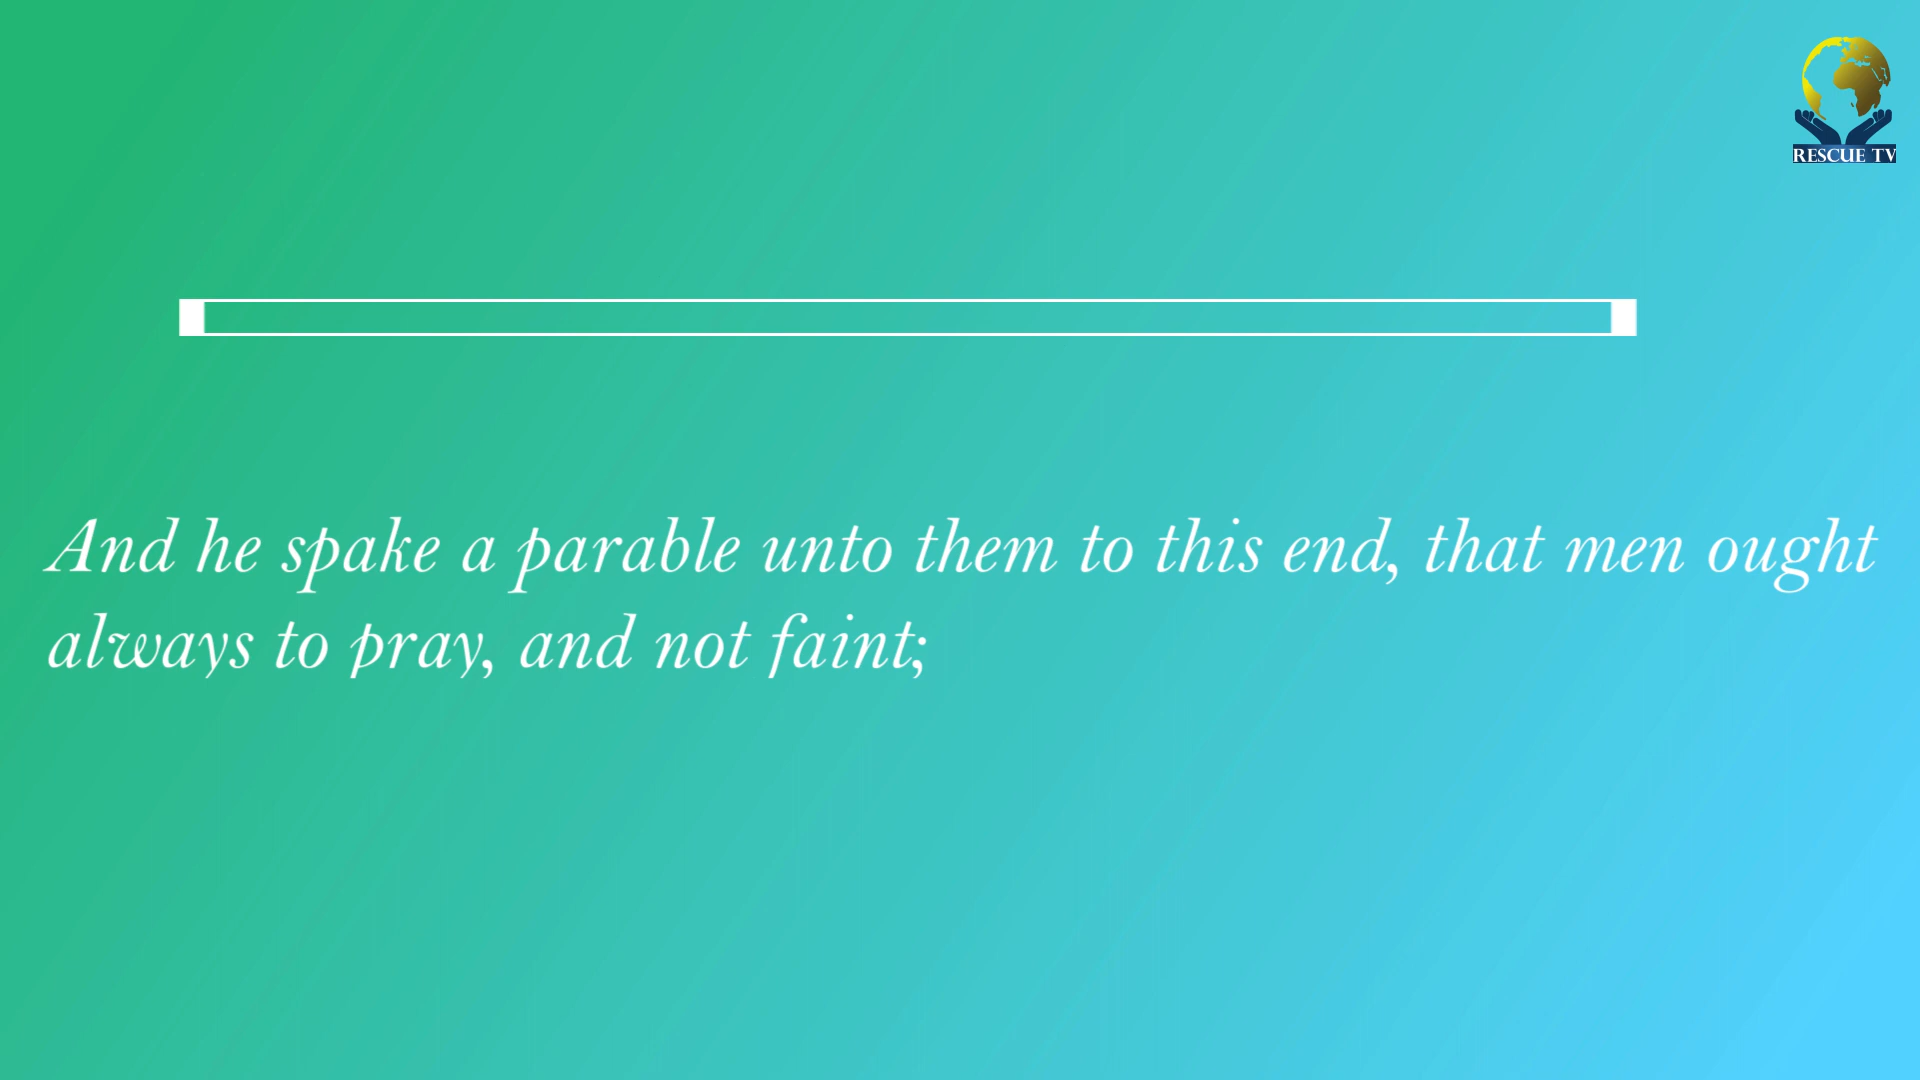 RESCUE TV
And he spake a parable unto them to this end, that men ought
always to pray, and not faint;